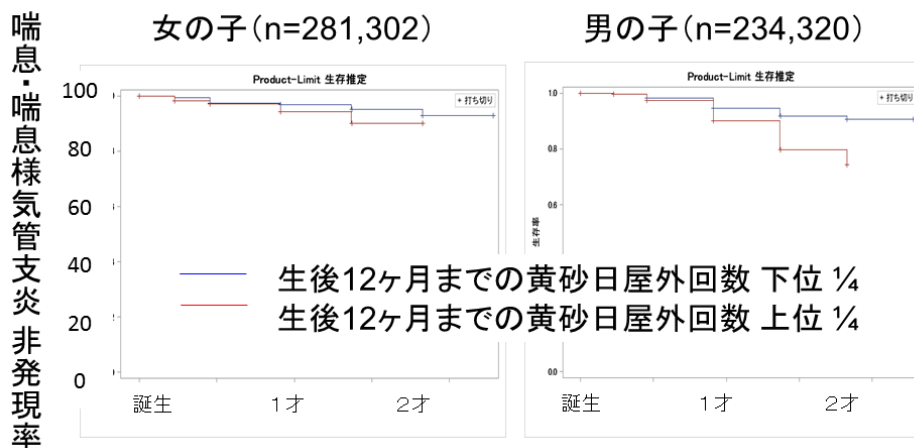 喘息・喘息様気管支炎 非発現率
女の子(n=281,302)
男の子(n=234,320)
Product-Limit 生存推定
+ 打ち切り
100
80
60
40
20
0
誕生
1才
2才
Product-Limit 生存推定
+ 打ち切り
1.0
0.8
0.6
0.0
生存率
誕生
1才
2才
生後12ヶ月までの黄砂日屋外回数 下位 ¼
生後12ヶ月までの黄砂日屋外回数 上位 ¼